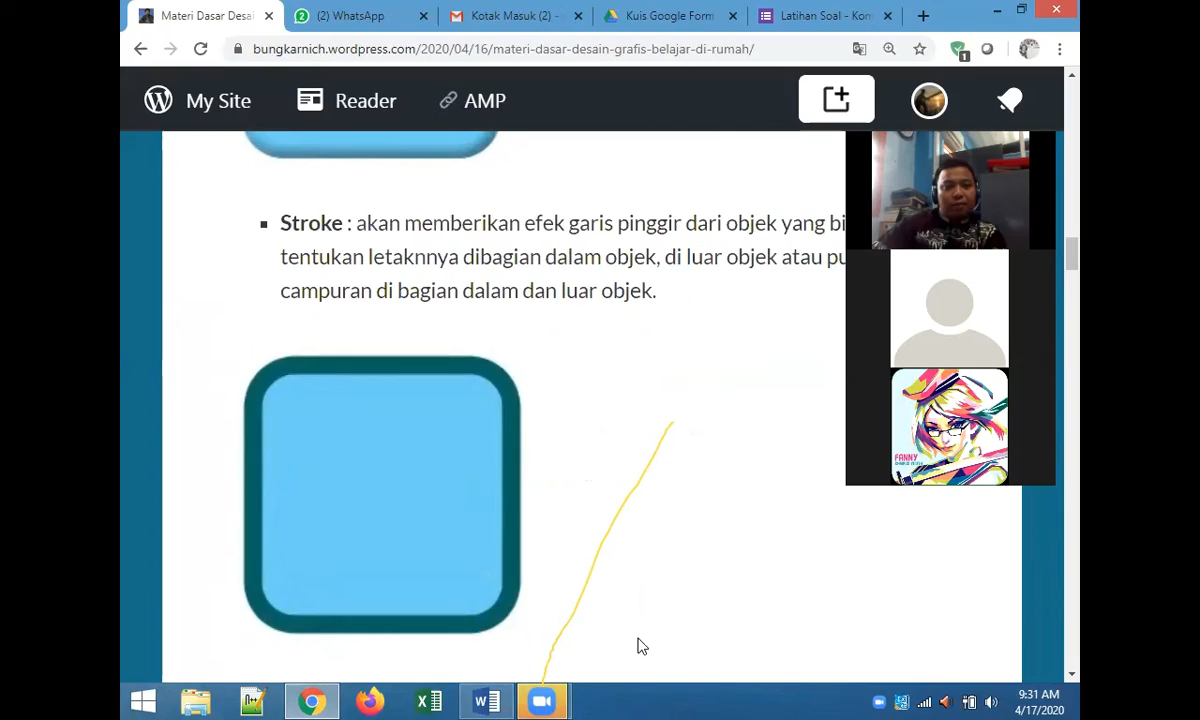 Materi Dasar Desai
(2) WhatsApp
Kotak Masuk (2) -
Kuis Google Form
Latihan Soal - Kom
bungkarnich.wordpress.com/2020/04/16/materi-dasar-desain-grafis-belajar-di-rumah/
1
My Site
Reader
AMP
Stroke : akan memberikan efek garis pinggir dari objek yang bi
tentukan letaknnya dibagian dalam objek, di luar objek atau pu
campuran di bagian dalam dan luar objek.
FANNY
9:31 AM
4/17/2020